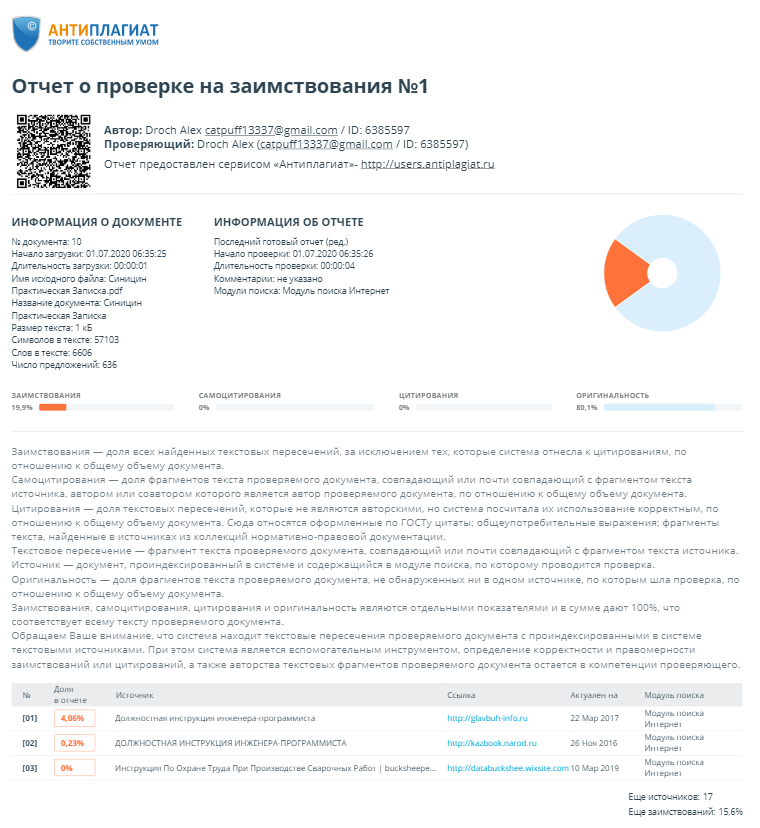 ©
АНТИПЛАГИАТ
ТВОРИТЕ СОБСТВЕННЫМ УМОМ
Отчет о проверке на заимствования №1
Автор: Droch Alex catpuff13337@gmail.com / ID: 6385597
Проверяющий: Droch Alex (catpuff13337@gmail.com / ID: 6385597)
Отчет предоставлен сервисом «Антиплагиат»- http://users.antiplagiat.ru
ИНФОРМАЦИЯ О ДОКУМЕНТЕ
№ документа: 10
Начало загрузки: 01.07.2020 06:35:25
Длительность загрузки: 00:00:01
Имя исходного файла: Синицин
Практическая Записка.pdf
Название документа: Синицин
Практическая Записка
Размер текста: 1 кБ
Символов в тексте: 57103
Слов в тексте: 6606
Число предложений: 636
ИНФОРМАЦИЯ ОБ ОТЧЕТЕ
Последний готовый отчет (ред.)
Начало проверки: 01.07.2020 06:35:26
Длительность проверки: 00:00:04
Комментарии: не указано
Модули поиска: Модуль поиска Интернет
ЗАИМСТВОВАНИЯ
19,9%
САМОЦИТИРОВАНИЯ
0%
ЦИТИРОВАНИЯ
0%
ОРИГИНАЛЬНОСТЬ
80,1%
Заимствования — доля всех найденных текстовых пересечений, за исключением тех, которые система отнесла к цитированиям, по
отношению к общему объему документа.
Самоцитирования — доля фрагментов текста проверяемого документа, совпадающий или почти совпадающий с фрагментом текста
источника, автором или соавтором которого является автор проверяемого документа, по отношению к общему объему документа.
Цитирования — доля текстовых пересечений, которые не являются авторскими, но система посчитала их использование корректным, по
отношению к общему объему документа. Сюда относятся оформленные по ГОСТу цитаты; общеупотребительные выражения; фрагменты
текста, найденные в источниках из коллекций нормативно-правовой документации.
Текстовое пересечение — фрагмент текста проверяемого документа, совпадающий или почти совпадающий с фрагментом текста источника.
Источник — документ, проиндексированный в системе и содержащийся в модуле поиска, по которому проводится проверка.
Оригинальность — доля фрагментов текста проверяемого документа, не обнаруженных ни в одном источнике, по которым шла проверка, по
отношению к общему объему документа.
Заимствования, самоцитирования, цитирования и оригинальность являются отдельными показателями и в сумме дают 100%, что
соответствует всему тексту проверяемого документа.
Обращаем Ваше внимание, что система находит текстовые пересечения проверяемого документа с проиндексированными в системе
текстовыми источниками. При этом система является вспомогательным инструментом, определение корректности и правомерности
заимствований или цитирований, а также авторства текстовых фрагментов проверяемого документа остается в компетенции проверяющего.
№ Доля в отчете Источник Ссылка Актуален на Модуль поиска
[01] 4,06% Должностная инструкция инженера-программиста http://glavbuh-info.ru 22 Мар 2017 Модуль поиска Интернет
[02] 0,23% ДОЛЖНОСТНАЯ ИНСТРУКЦИЯ ИНЖЕНЕРА-ПРОГРАММИСТА http://kazbook.narod.ru 26 Ноя 2016 Модуль поиска Интернет
[03] 0% Инструкция По Охране Труда При Производстве Сварочных Работ | bucksheepe... http://databuckshee.wixsite.com 10 Мар 2019 Модуль поиска Интернет
Еще источников: 17
Еще заимствований: 15,6%